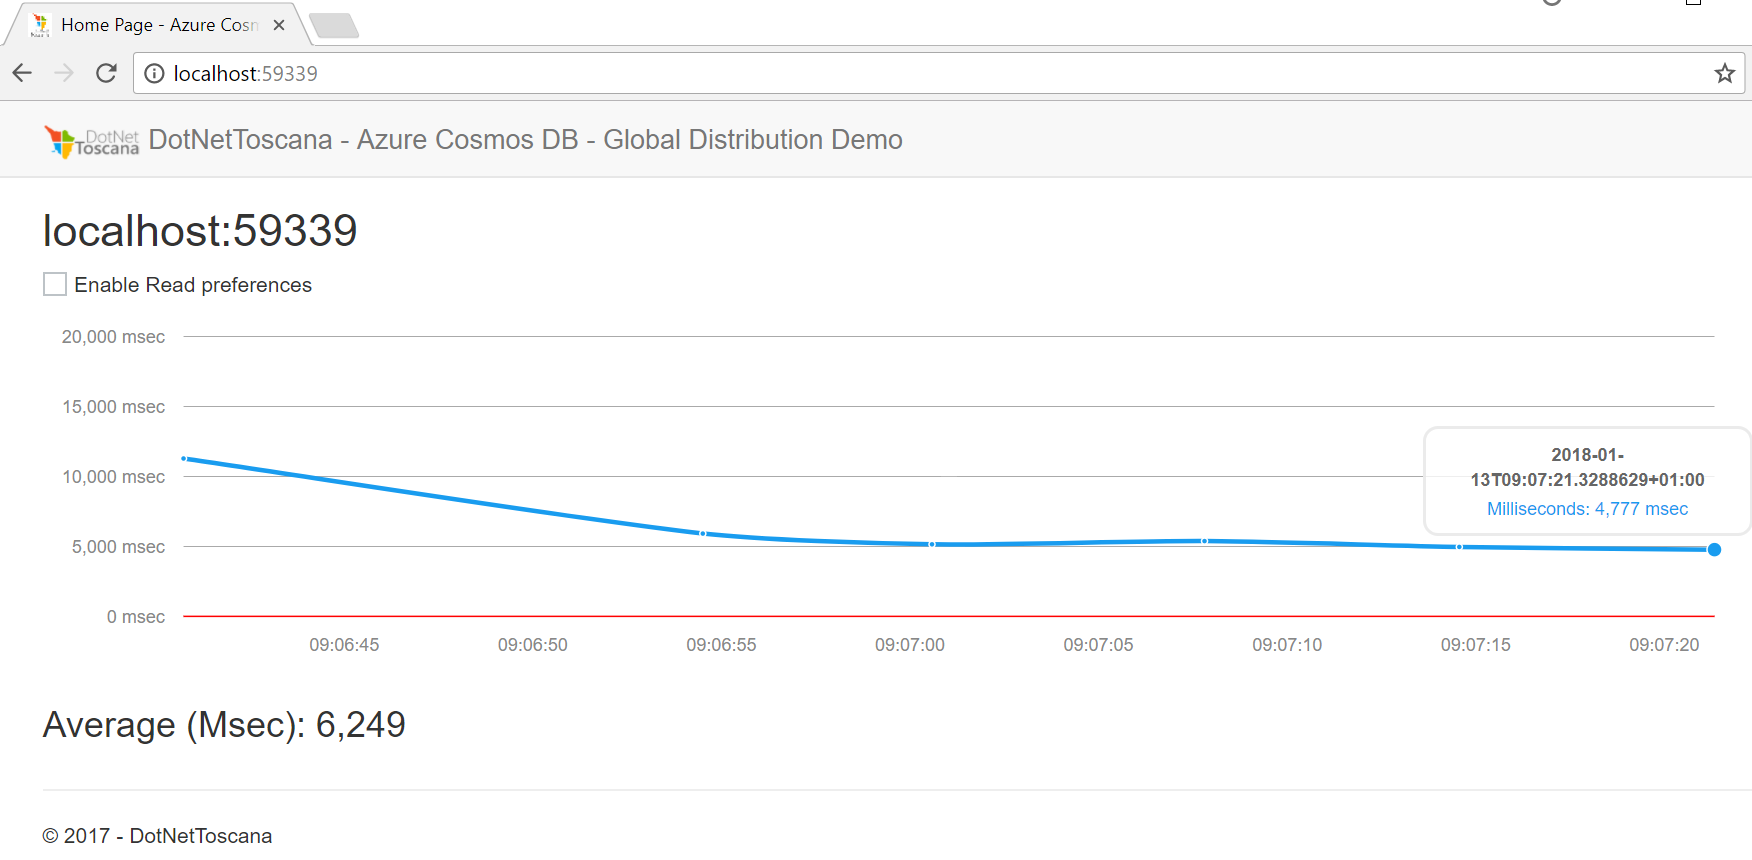 Home Page - Azure Cosn
localhost:59339
DotNet
Toscana
DotNetToscana - Azure Cosmos DB - Global Distribution Demo
localhost:59339
Enable Read preferences
20,000 msec
15,000 msec
10,000 msec
5,000 msec
0 msec
2018-01-
13T09:07:21.3288629+01:00
Milliseconds: 4,777 msec
09:06:45 09:06:50 09:06:55 09:07:00 09:07:05 09:07:10 09:07:15 09:07:20
Average (Msec): 6,249
© 2017 - DotNetToscana